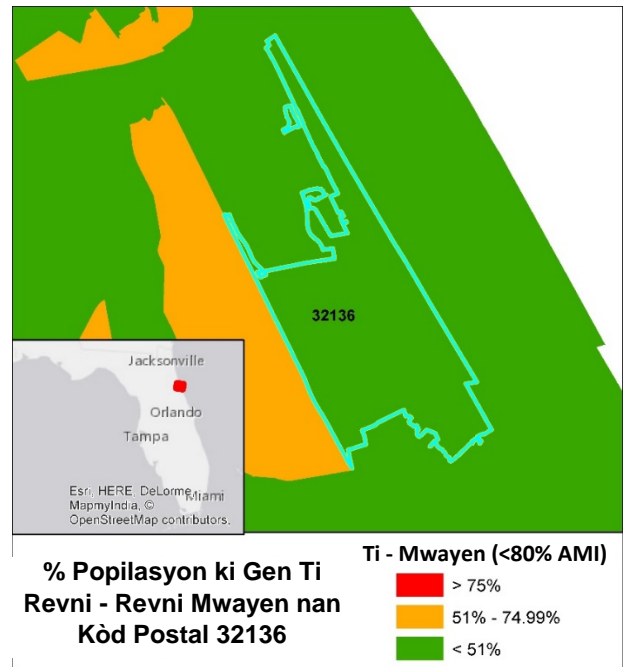 32136
Jacksonville
Orlando
Tampa
Miami
Esri, HERE, DeLorme,
MapmyIndia, ©
OpenStreetMap contributors.
% Popilasyon ki Gen Ti
Revni - Revni Mwayen nan
Kòd Postal 32136
Ti - Mwayen (<80% AMI)
> 75%
51% - 74.99%
< 51%